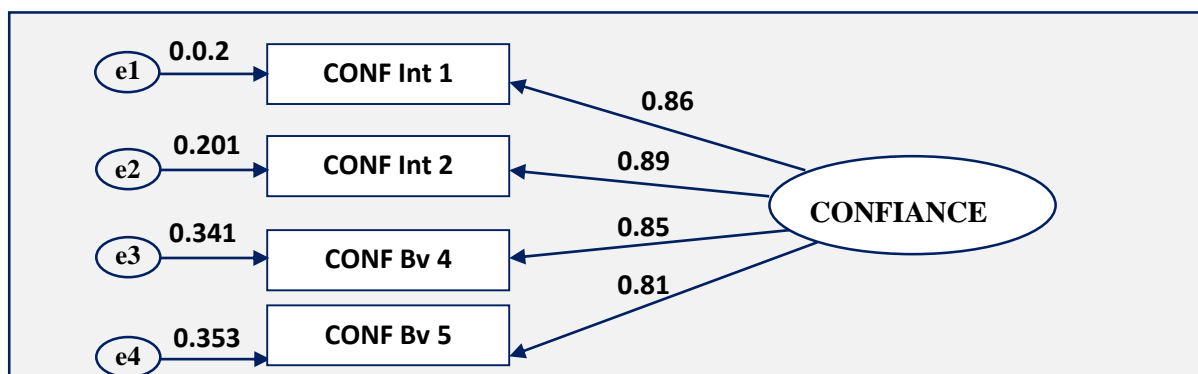 0.0.2
e1
CONF Int 1
0.86
0.201
e2
CONF Int 2
0.89
CONFIANCE
0.341
e3
CONF Bv 4
0.85
0.81
0.353
e4
CONF Bv 5